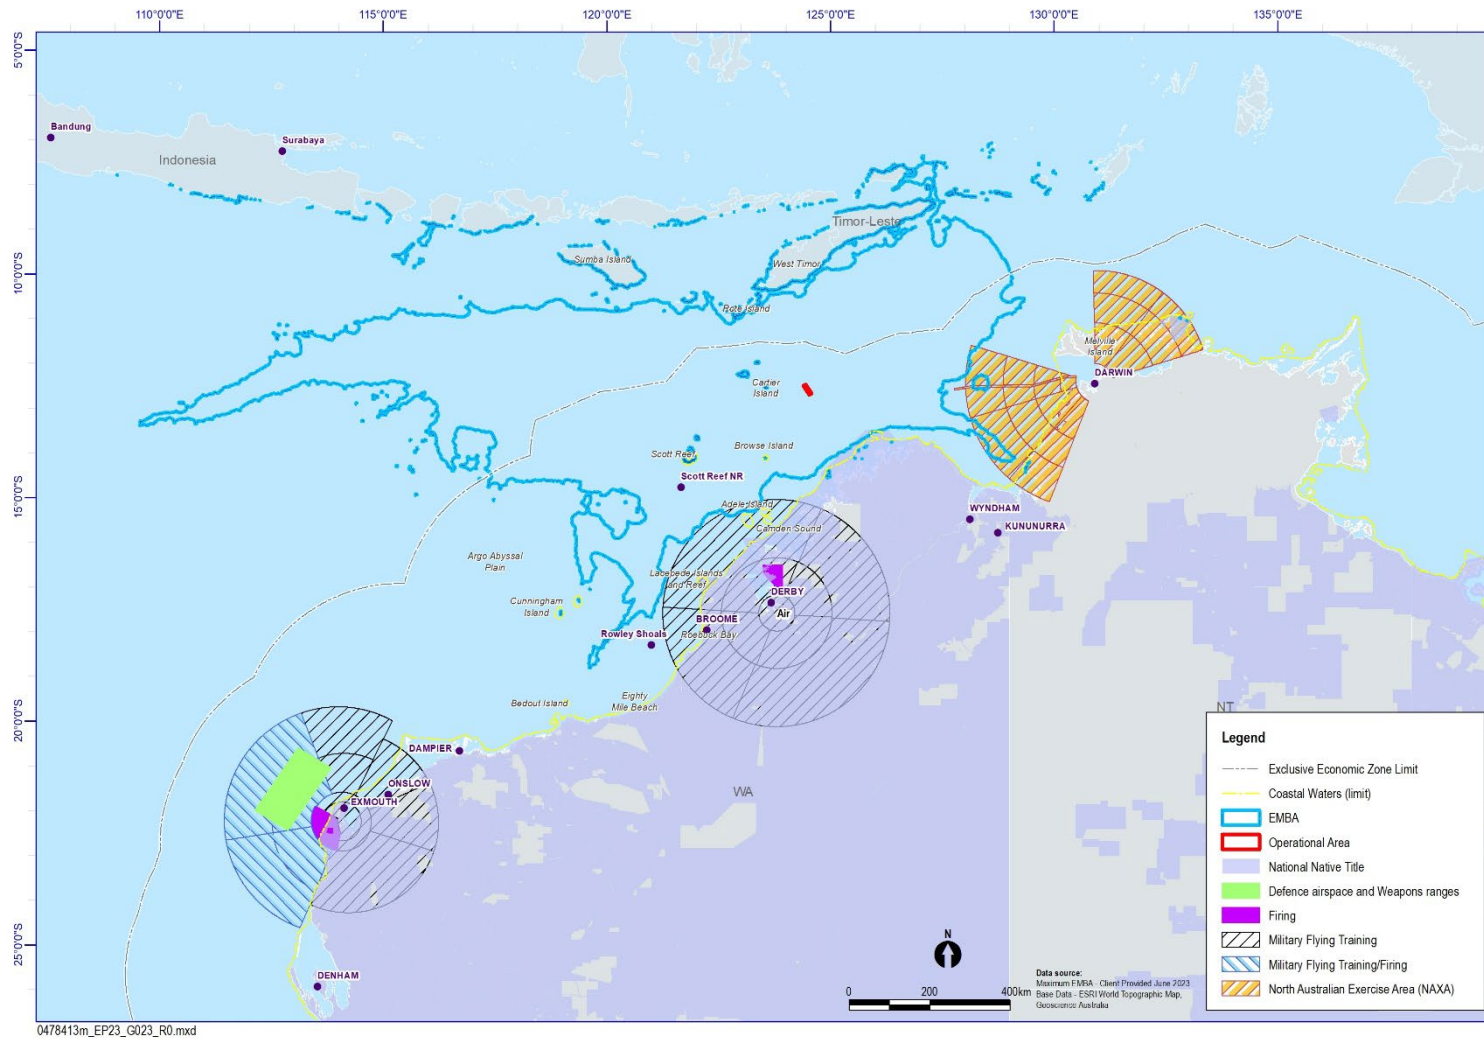 110°0'0"E
115°0'0"E
120°0'0"E
125°0'0"E
130°0'0"E
135°0'0"E
5°0'0"S
10°0'0"S
15°0'0"S
20°0'0"S
25°0'0"S
Bandung
Surabaya
Indonesia
Timor-Leste
Sumba Island
West Timor
Rote Island
Melville
Island
DARWIN
Cartier
Island
Browse Island
Scott Reef
Scott Reef NR
Adele Island
Camden Sound
WYNDHAM
KUNUNURRA
Argo Abyssal
Plain
Lacebede Islands
and Reef
Cunningham
Island
DERBY
Air
BROOME
Roebuck Bay
Rowley Shoals
Eighty
Mile Beach
Bedout Island
DAMPIER
ONSLOW
EXMOUTH
WA
NT
DENHAM
Legend
Exclusive Economic Zone Limit
Coastal Waters (limit)
EMBA
Operational Area
National Native Title
Defence airspace and Weapons ranges
Firing
Military Flying Training
Military Flying Training/Firing
North Australian Exercise Area (NAXA)
N
0 200 400km
Data source:
Maximum EMBA - Client Provided June 2023
Base Data - ESRI World Topographic Map,
Geoscience Australia
0478413m_EP23_G023_R0.mxd